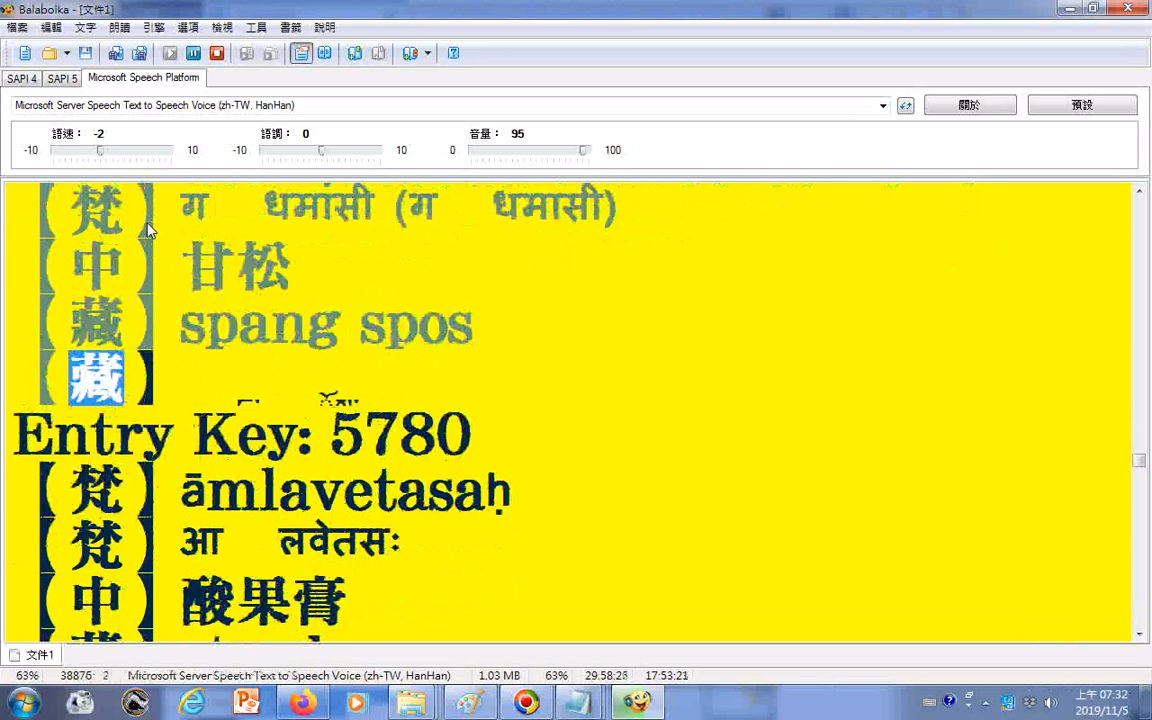 Balabolka - [文件1]
檔案 編輯 文字 朗讀 引擎 選項 檢視 工具 書籤 說明
SAPI 4 SAPI 5 Microsoft Speech Platform
Microsoft Server Speech Text to Speech Voice (zh-TW, HanHan) 關於 預設
語速： -2 語調： 0 音量： 95
-10 10 -10 10 0 100
【梵】 ग धमांसी (ग धमांसी)
【中】 甘松
【藏】 spang spos
【藏】
Entry Key: 5780
【梵】 āmlavetasaḥ
【梵】 आ लवेतसः
【中】 酸果膏
文件1
63% 38876: 2 Microsoft Server Speech Text to Speech Voice (zh-TW, HanHan) 1.03 MB 63% 29:58:23 17:53:21
上午 07:32
2019/11/5